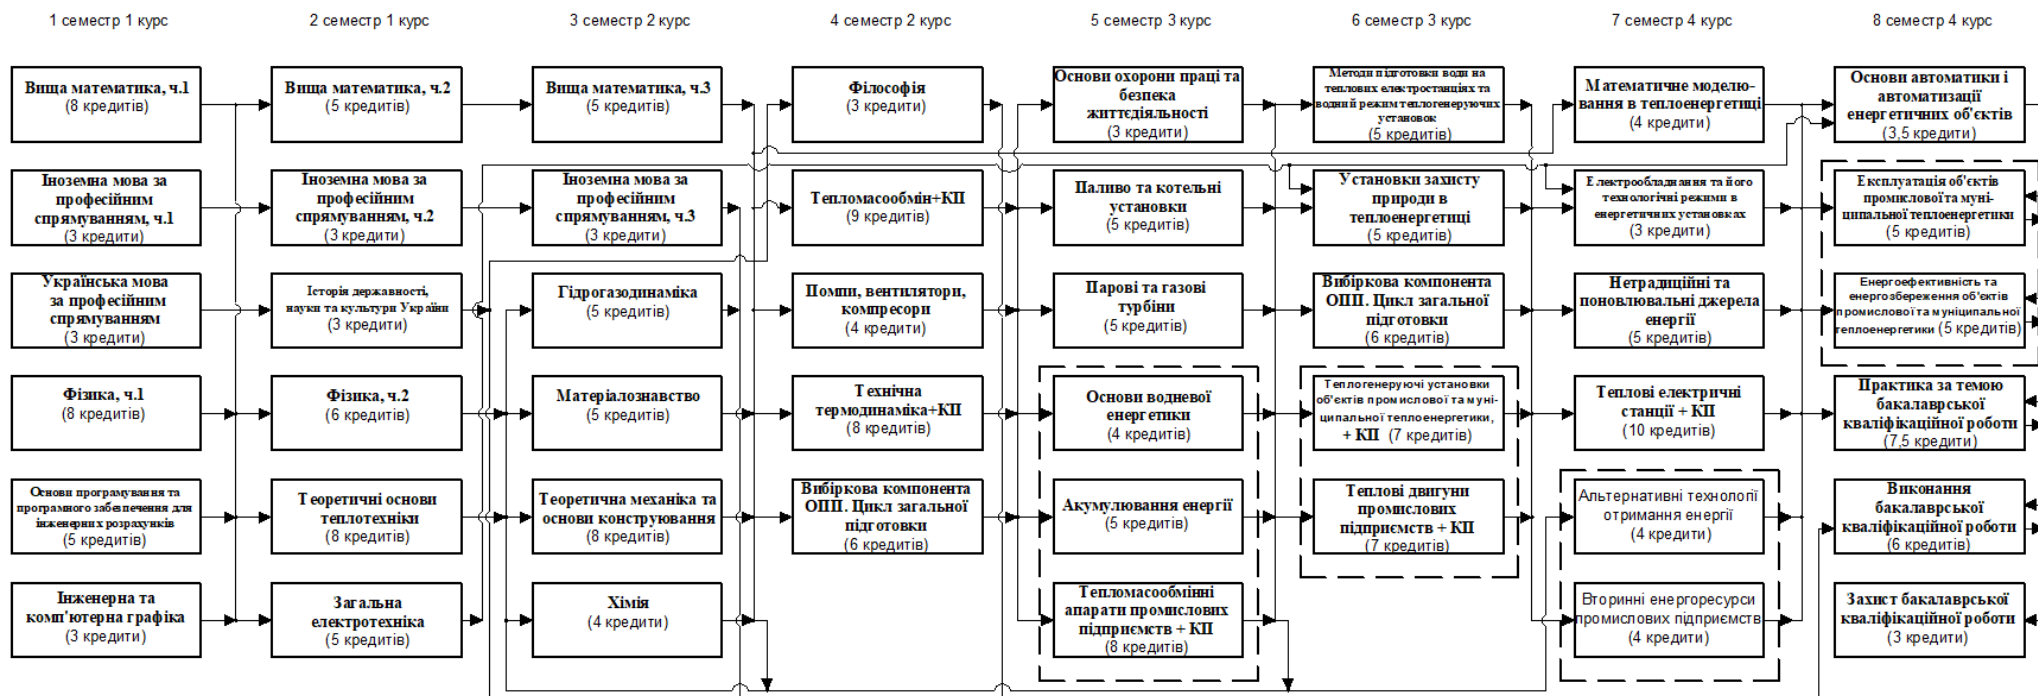 1 семестр 1 курс
2 семестр 1 курс
3 семестр 2 курс
4 семестр 2 курс
5 семестр 3 курс
6 семестр 3 курс
7 семестр 4 курс
8 семестр 4 курс
Вища математика, ч.1
(8 кредитів)
Вища математика, ч.2
(5 кредитів)
Вища математика, ч.3
(5 кредитів)
Філософія
(3 кредити)
Основи охорони праці та
безпека
життєдіяльності
(3 кредити)
Методи підготовки води на
теплових електростанціях та
водний режим теплогенеруючих
установок
(5 кредитів)
Математичне моделю-
вання в теплоенергетиці
(4 кредити)
Основи автоматики і
автоматизації
енергетичних об'єктів
(3,5 кредити)
Іноземна мова за
професійним
спрямуванням, ч.1
(3 кредити)
Іноземна мова за
професійним
спрямуванням, ч.2
(3 кредити)
Іноземна мова за
професійним
спрямуванням, ч.3
(3 кредити)
Тепломасообмін+КП
(9 кредитів)
Паливо та котельні
установки
(5 кредитів)
Установки захисту
природи в
теплоенергетиці
(5 кредитів)
Електрообладнання та його
технологічні режими в
енергетичних установках
(3 кредити)
Експлуатація об'єктів
промислової та муні-
ципальної теплоенергетики
(5 кредитів)
Українська мова
за професійним
спрямуванням
(3 кредити)
Історія державності,
науки та культури України
(3 кредити)
Гідрогазодинаміка
(5 кредитів)
Помпи, вентилятори,
компресори
(4 кредити)
Парові та газові
турбіни
(5 кредитів)
Вибіркова компонента
ОПП. Цикл загальної
підготовки
(6 кредитів)
Нетрадиційні та
поновлювальні джерела
енергії
(5 кредитів)
Енергоефективність та
енергозбереження об'єктів
промислової та муніципальної
теплоенергетики (5 кредитів)
Фізика, ч.1
(8 кредитів)
Фізика, ч.2
(6 кредитів)
Матеріалознавство
(5 кредитів)
Технічна
термодинаміка+КП
(8 кредитів)
Основи водневої
енергетики
(4 кредитів)
Теплогенеруючі установки
об'єктів промислової та муні-
ципальної теплоенергетики,
+ КП (7 кредитів)
Теплові електричні
станції + КП
(10 кредитів)
Практика за темою
бакалаврської
кваліфікаційної роботи
(7,5 кредити)
Основи програмування та
програмного забезпечення для
інженерних розрахунків
(5 кредитів)
Теоретичні основи
теплотехніки
(8 кредитів)
Теоретична механіка та
основи конструювання
(8 кредитів)
Вибіркова компонента
ОПП. Цикл загальної
підготовки
(6 кредитів)
Акумулювання енергії
(5 кредитів)
Теплові двигуни
промислових
підприємств + КП
(7 кредитів)
Альтернативні технології
отримання енергії
(4 кредити)
Виконання
бакалаврської
кваліфікаційної роботи
(6 кредитів)
Інженерна та
комп'ютерна графіка
(3 кредити)
Загальна
електротехніка
(5 кредитів)
Хімія
(4 кредити)
Тепломасообмінні
апарати промислових
підприємств + КП
(8 кредитів)
Вторинні енергоресурси
промислових підприємств
(4 кредити)
Захист бакалаврської
кваліфікаційної роботи
(3 кредити)